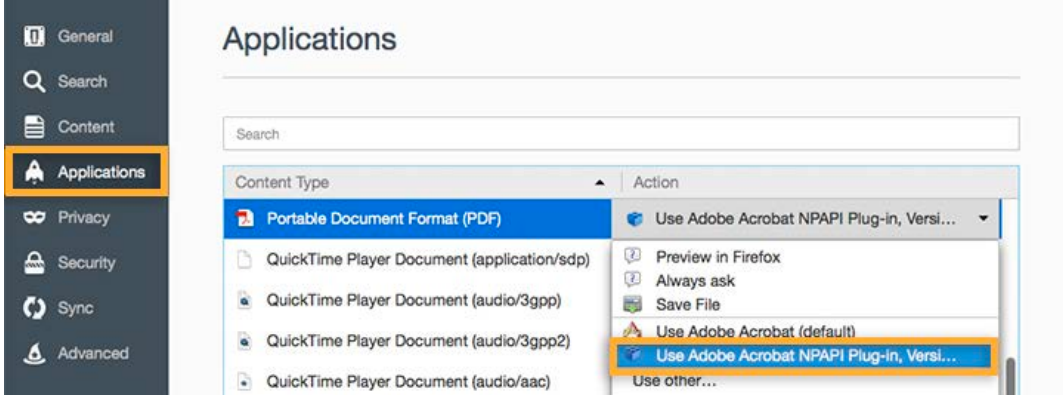 General
Search
Content
Applications
Privacy
Security
Sync
Advanced
Applications
Search
Content Type
Action
Portable Document Format (PDF)
Use Adobe Acrobat NPAPI Plug-in, Versi...
QuickTime Player Document (application/sdp)
QuickTime Player Document (audio/3gpp)
QuickTime Player Document (audio/3gpp2)
QuickTime Player Document (audio/aac)
Preview in Firefox
Always ask
Save File
Use Adobe Acrobat (default)
Use Adobe Acrobat NPAPI Plug-in, Versi...
Use other...